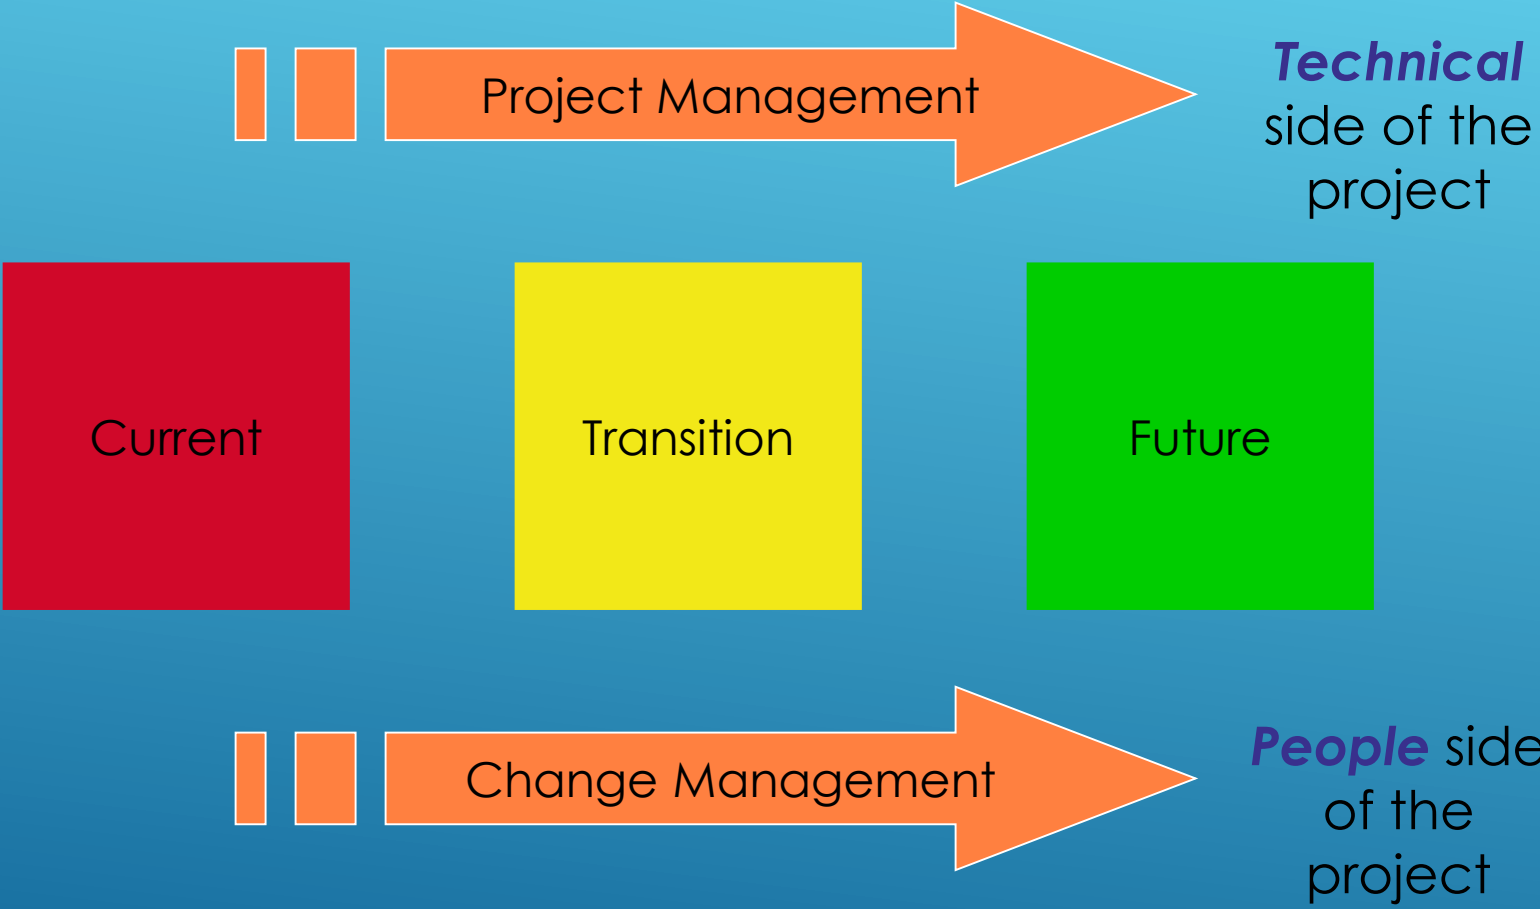 Project Management
Technical
side of the
project
Current
Transition
Future
Change Management
People side
of the
project